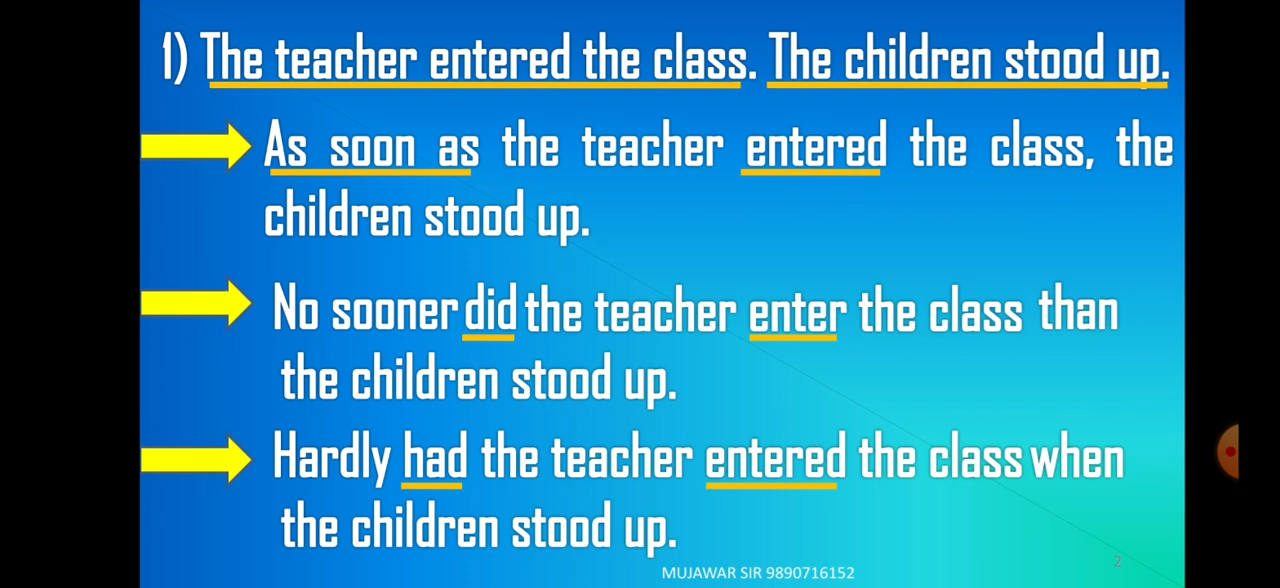 1) The teacher entered the class. The children stood up.
As soon as the teacher entered the class, the
children stood up.
No sooner did the teacher enter the class than
the children stood up.
Hardly had the teacher entered the class when
the children stood up.
MUJAWAR SIR 9890716152
2